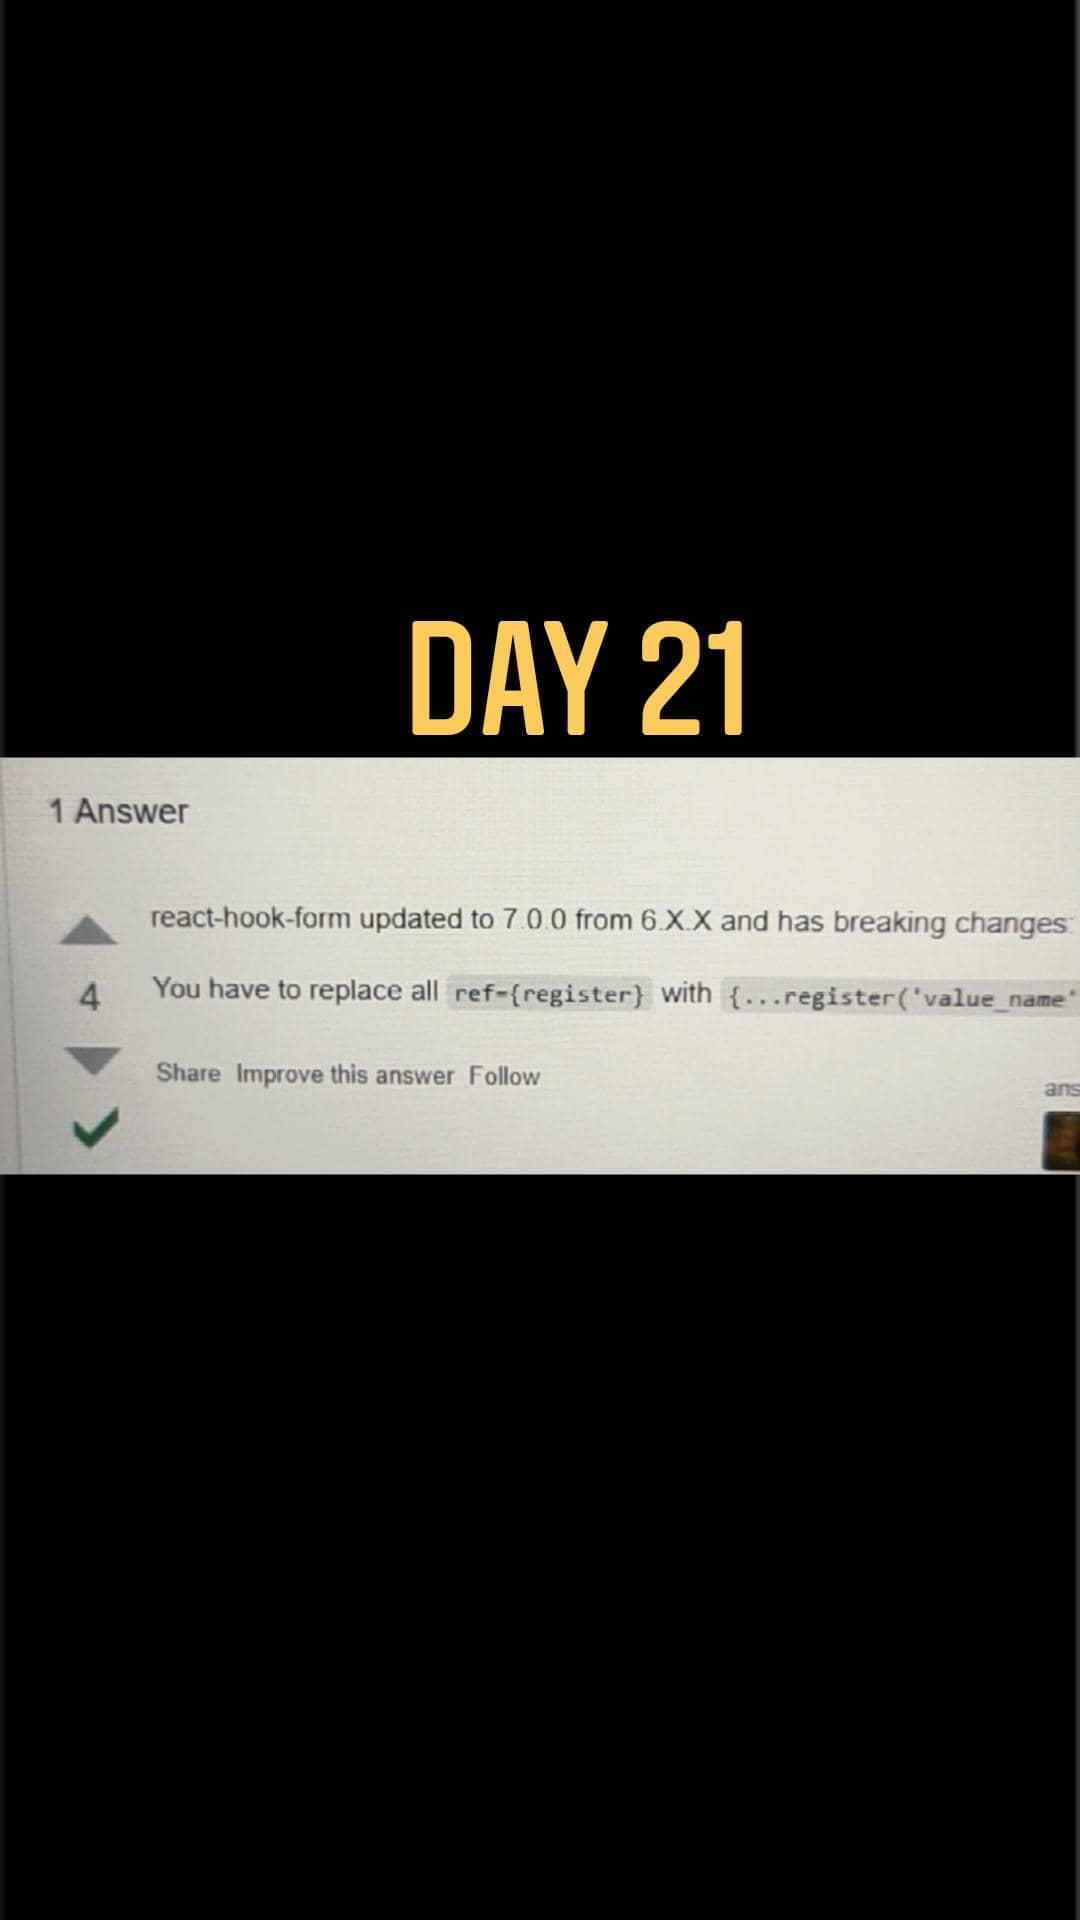 DAY 21
1 Answer
react-hook-form updated to 7.0.0 from 6.X.X and has breaking changes:
4
You have to replace all ref={register} with {...register('value_name'
Share Improve this answer Follow
ans